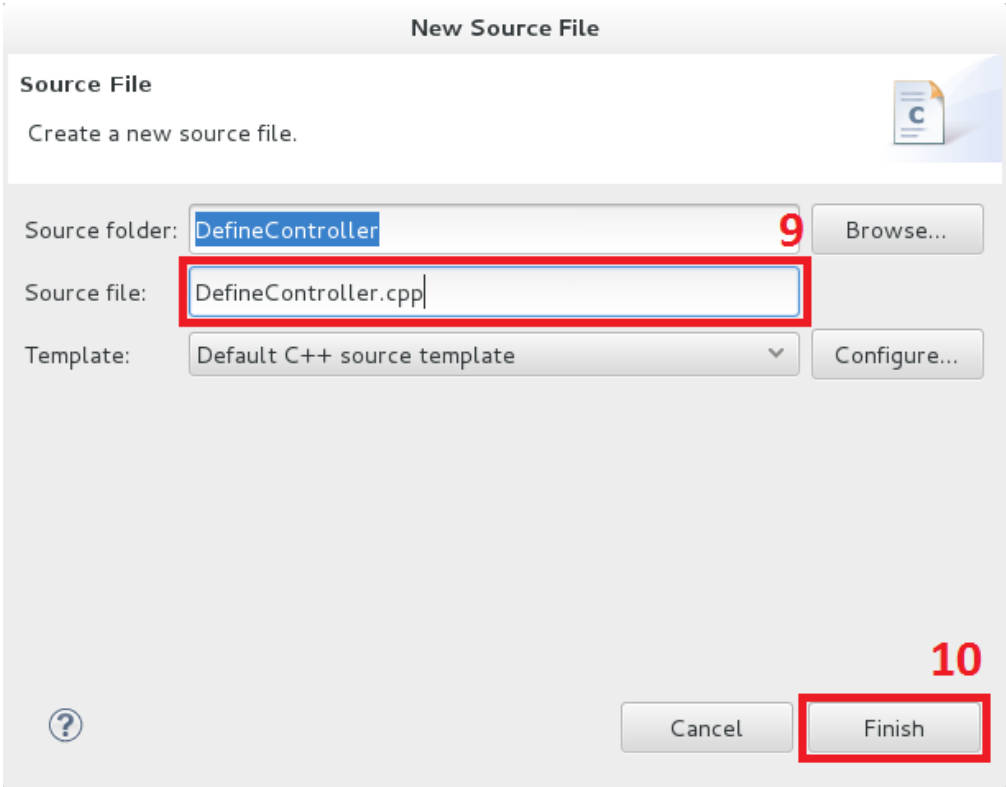 New Source File
Source File
Create a new source file.
C
Source folder: DefineController 9 Browse...
Source file: DefineController.cpp
Template: Default C++ source template Configure...
10
? Cancel Finish